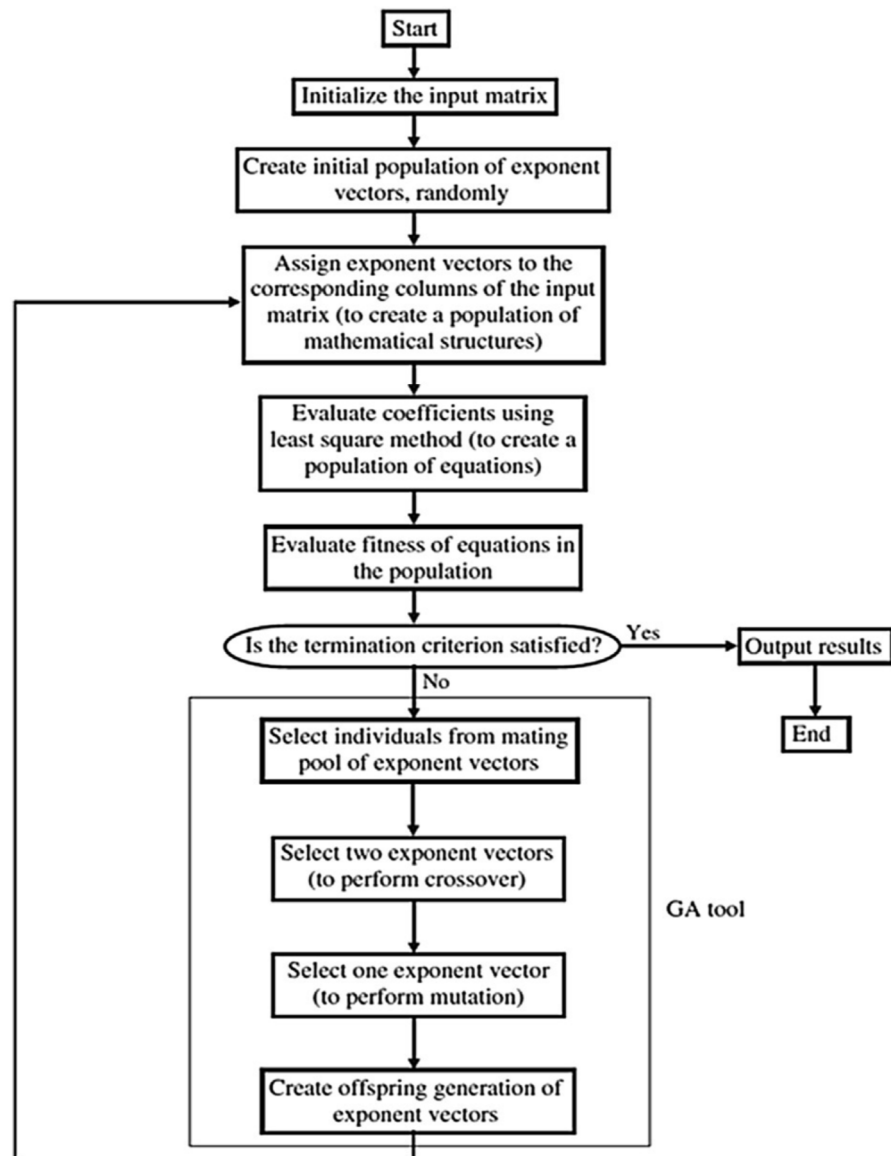 Start
Initialize the input matrix
Create initial population of exponent
vectors, randomly
Assign exponent vectors to the
corresponding columns of the input
matrix (to create a population of
mathematical structures)
Evaluate coefficients using
least square method (to create a
population of equations)
Evaluate fitness of equations in
the population
Is the termination criterion satisfied?
Yes
Output results
End
No
Select individuals from mating
pool of exponent vectors
Select two exponent vectors
(to perform crossover)
GA tool
Select one exponent vector
(to perform mutation)
Create offspring generation of
exponent vectors